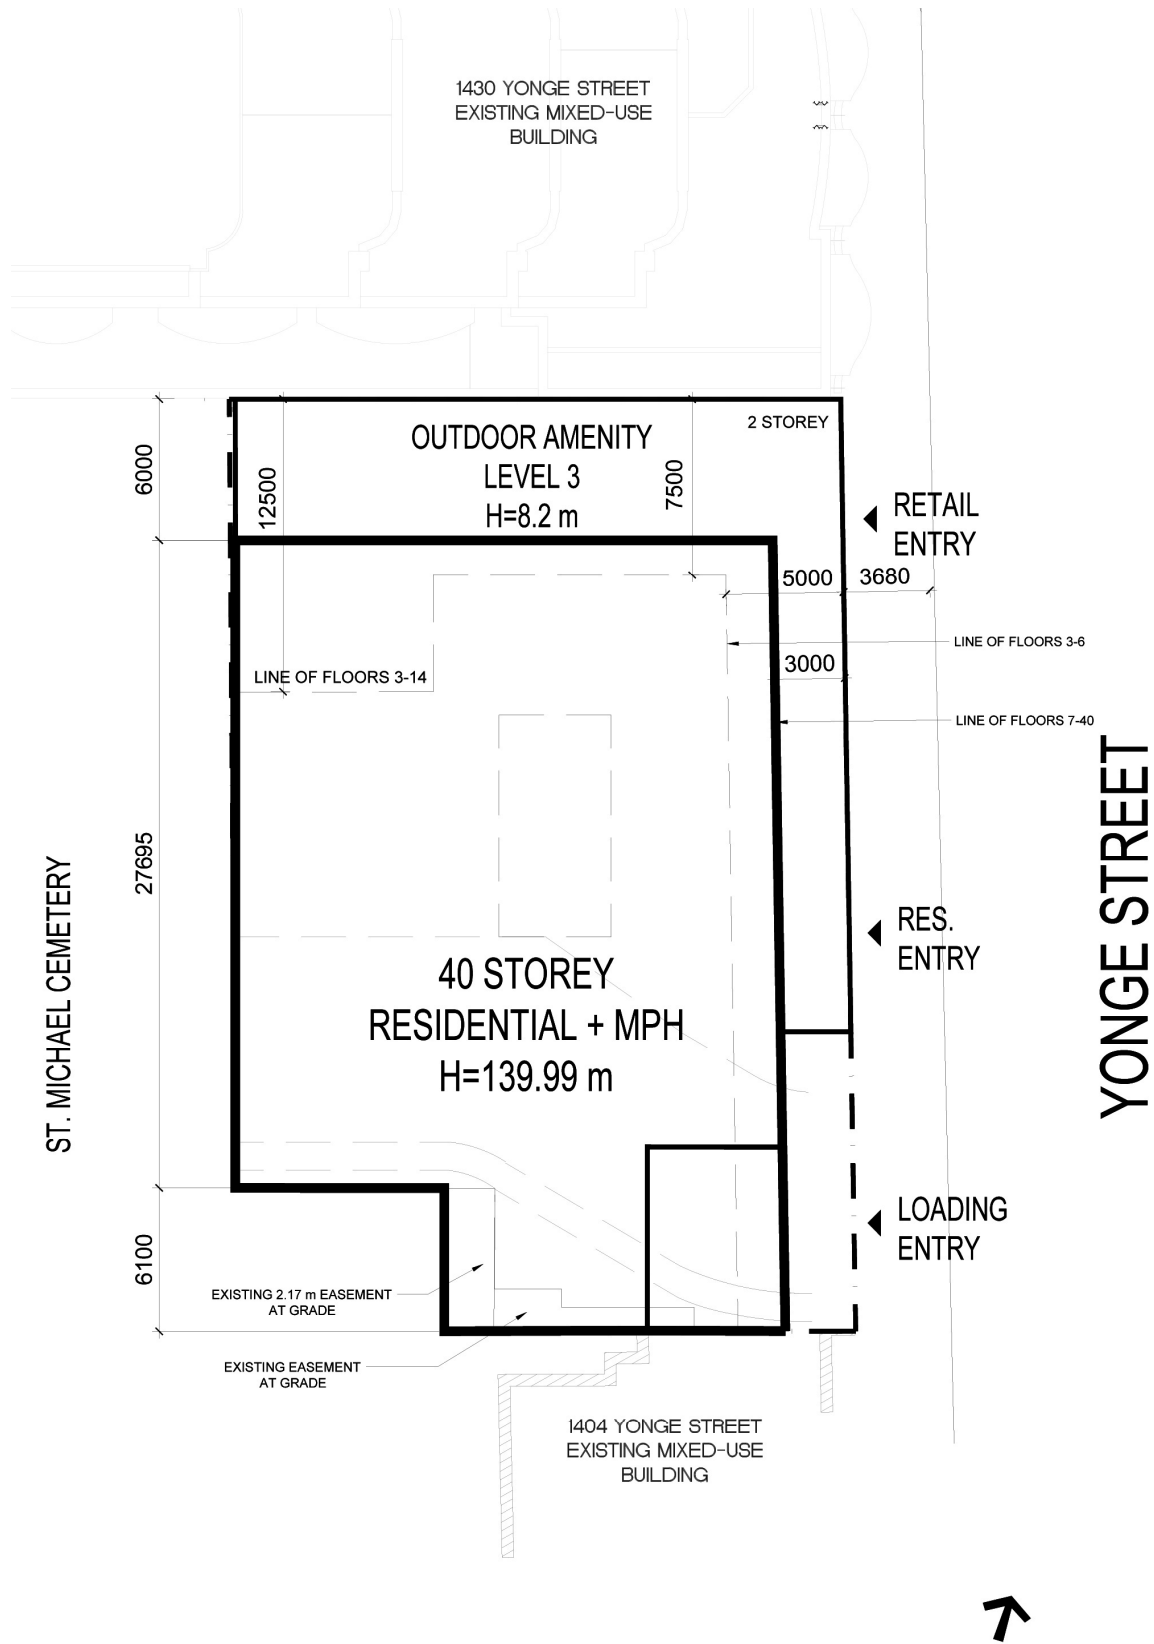 1430 YONGE STREET
EXISTING MIXED-USE
BUILDING
2 STOREY
OUTDOOR AMENITY
LEVEL 3
H=8.2 m
6000
12500
7500
RETAIL
ENTRY
5000
3680
LINE OF FLOORS 3-6
3000
LINE OF FLOORS 3-14
LINE OF FLOORS 7-40
YONGE STREET
27695
ST. MICHAEL CEMETERY
RES.
ENTRY
40 STOREY
RESIDENTIAL + MPH
H=139.99 m
LOADING
ENTRY
6100
EXISTING 2.17 m EASEMENT
AT GRADE
EXISTING EASEMENT
AT GRADE
1404 YONGE STREET
EXISTING MIXED-USE
BUILDING